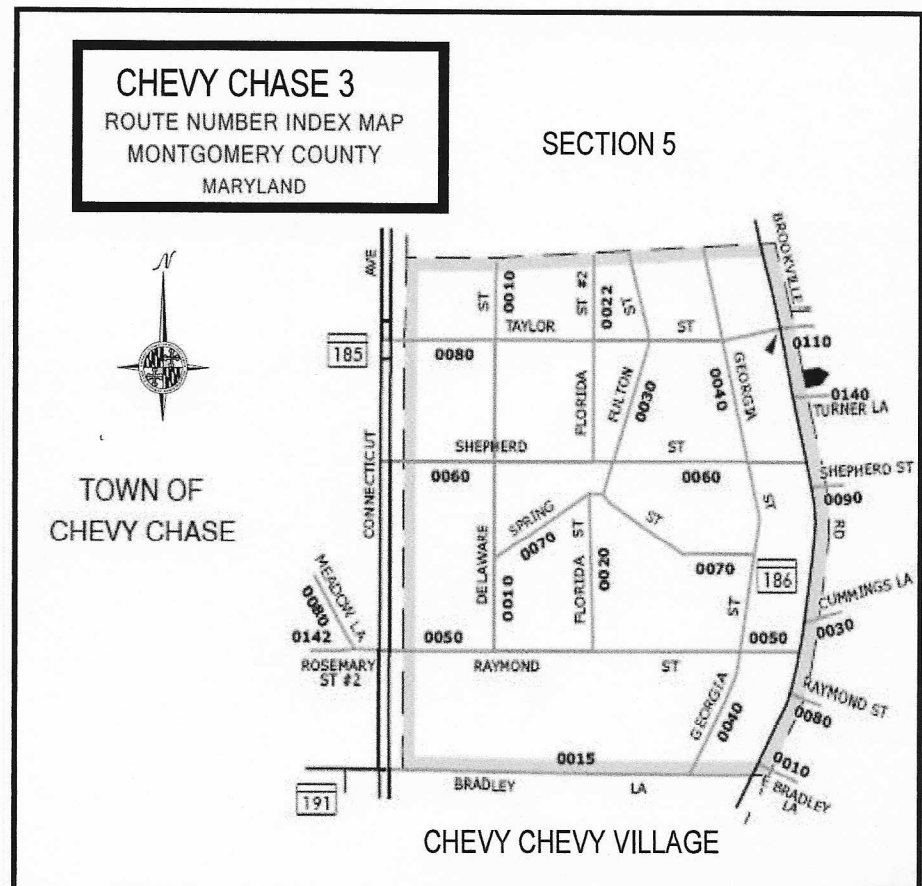 CHEVY CHASE 3
ROUTE NUMBER INDEX MAP
MONTGOMERY COUNTY
MARYLAND
SECTION 5
N
TOWN OF
CHEVY CHASE
AVE
CONNECTICUT
185
ST
0010
ST #2
0022
ST
BROOKVILLE
TAYLOR
ST
0080
0110
FLORIDA
FULTON
0030
0040
GEORGIA
0140
TURNER LA
SHEPHERD
ST
0060
0060
SHEPHERD ST
0090
ST
RD
SPRING
0070
ST
ST
0070
186
DELAWARE
0010
FLORIDA
0020
ST
MEADOW LA
0080
0142
ROSEMARY
ST #2
0050
RAYMOND
ST
0050
CUMMINGS LA
0030
GEORGIA
0040
RAYMOND ST
0080
0015
BRADLEY
LA
0010
BRADLEY
LA
191
CHEVY CHEVY VILLAGE